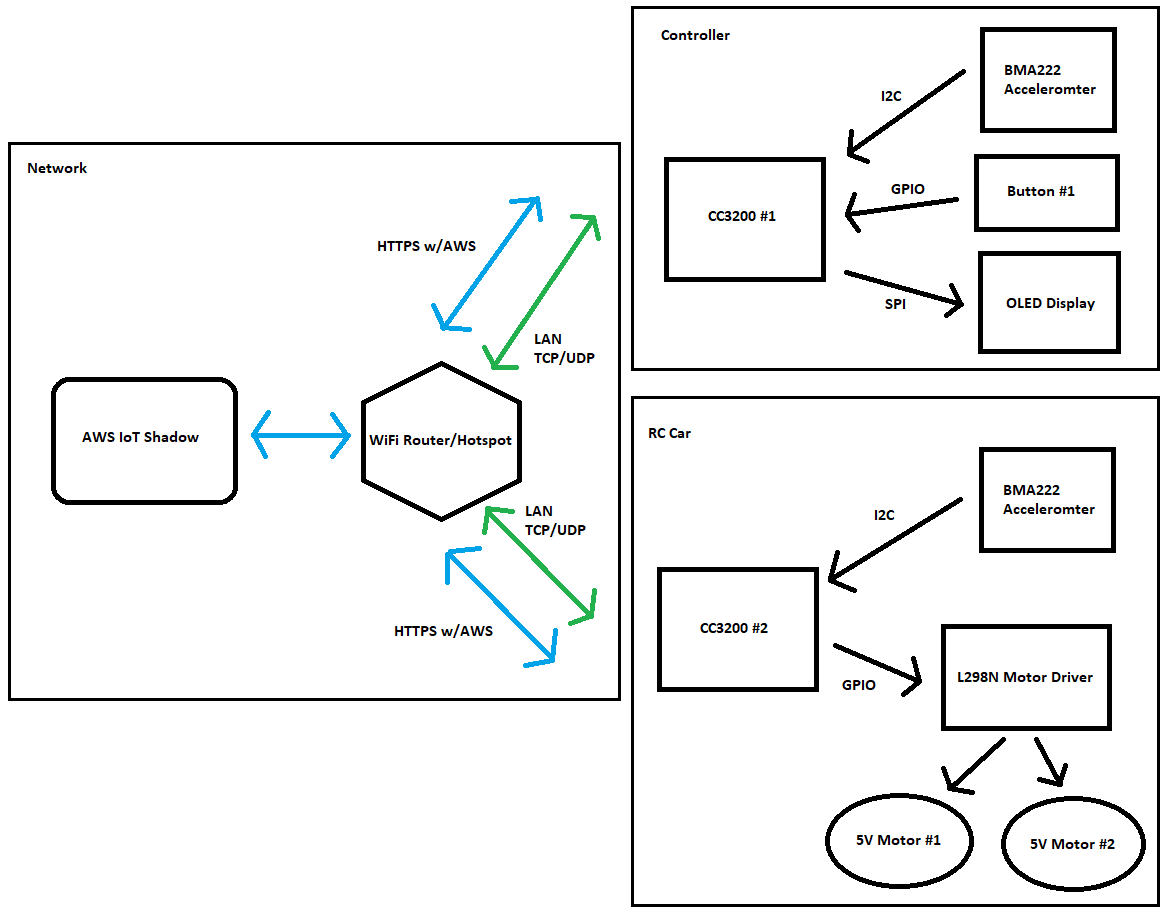 Controller
BMA222
Acceleromter
I2C
GPIO
Button #1
CC3200 #1
SPI
OLED Display
Network
HTTPS w/AWS
LAN
TCP/UDP
AWS IoT Shadow
WiFi Router/Hotspot
LAN
TCP/UDP
HTTPS w/AWS
RC Car
BMA222
Acceleromter
I2C
CC3200 #2
GPIO
L298N Motor Driver
5V Motor #1
5V Motor #2